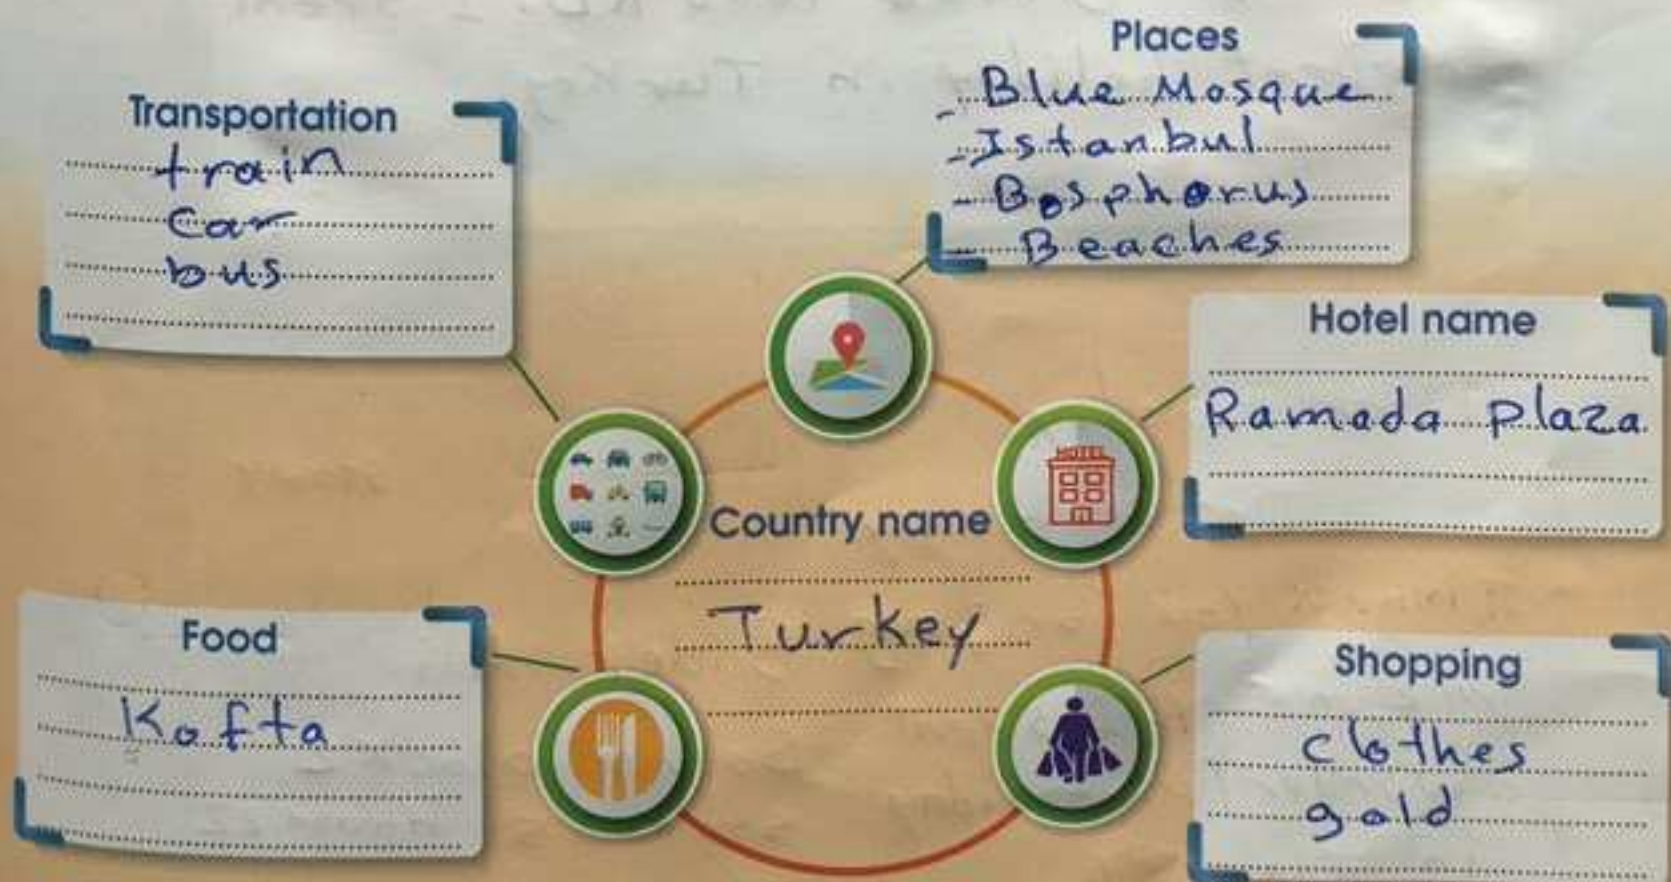 Places
- Blue Mosque
- Istanbul
- Bosphorus
- Beaches
Transportation
train
car
bus
Hotel name
Ramada plaza
Country name
Turkey
Food
Kofta
Shopping
clothes
gold